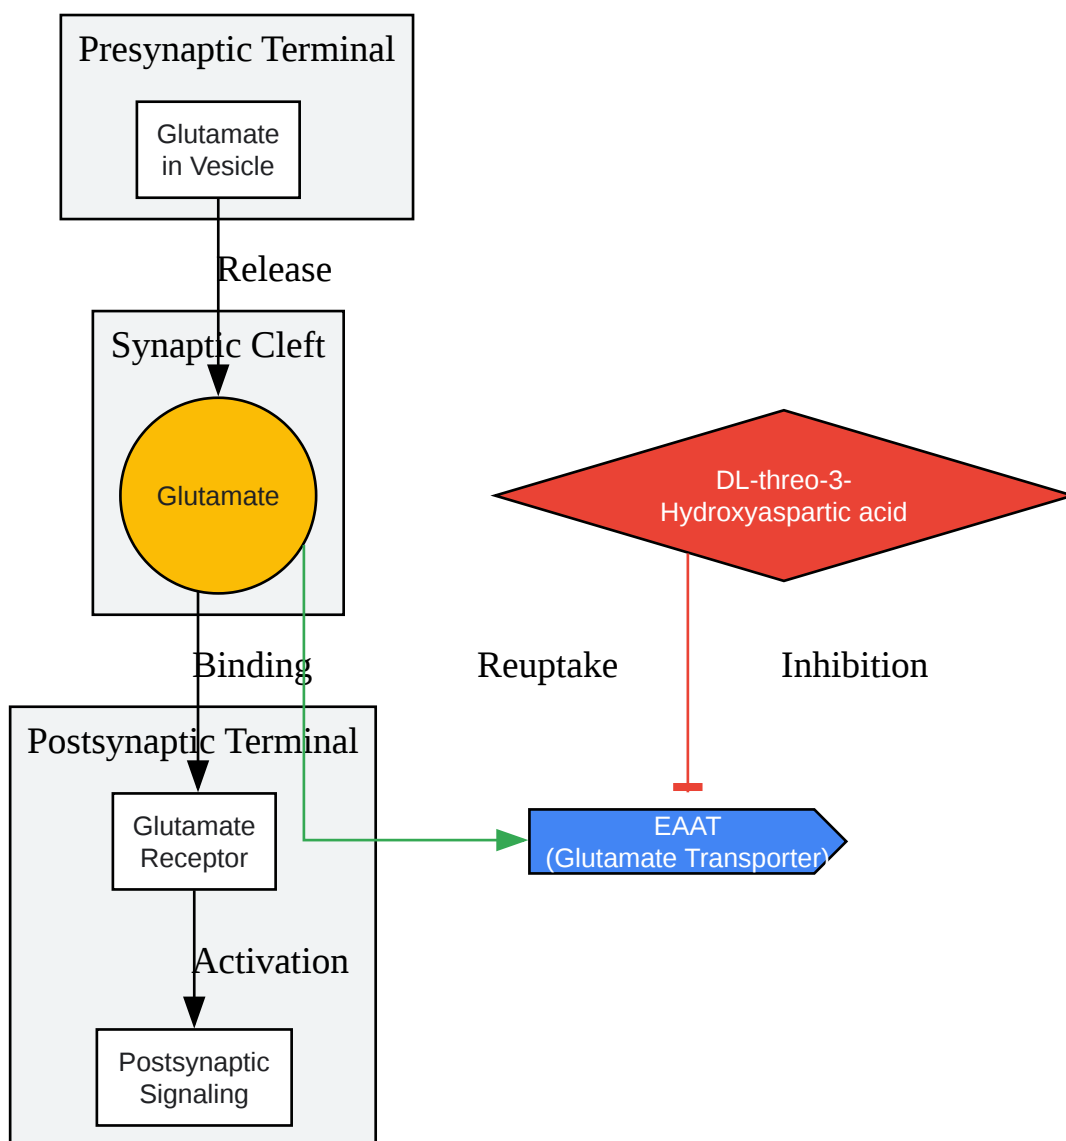 Presynaptic Terminal
Glutamate
in Vesicle
Release
Synaptic Cleft
Glutamate
DL-threo-3-
Hydroxyaspartic acid
Binding
Reuptake
Inhibition
Postsynaptic Terminal
Glutamate
Receptor
EAAT
(Glutamate Transporter)
Activation
Postsynaptic
Signaling